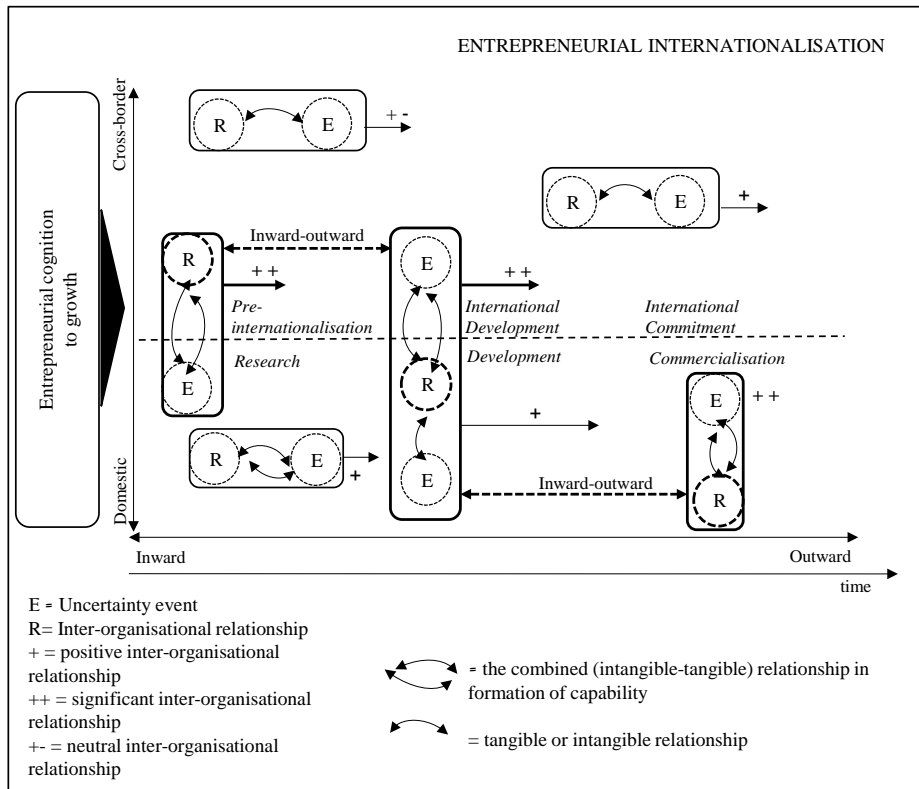 ENTREPRENEURIAL INTERNATIONALISATION
Cross-border
Domestic
Entrepreneurial cognition
to growth
R
E
+ -
R
E
+
R
E
Inward-outward
+ +
Pre-
internationalisation
Research
E
R
E
+ +
International
Development
Development
+
International
Commitment
Commercialisation
E
R
+ +
R
E
+
Inward-outward
Inward
Outward
time
E = Uncertainty event
R= Inter-organisational relationship
+ = positive inter-organisational
relationship
++ = significant inter-organisational
relationship
+- = neutral inter-organisational
relationship
= the combined (intangible-tangible) relationship in
formation of capability
= tangible or intangible relationship